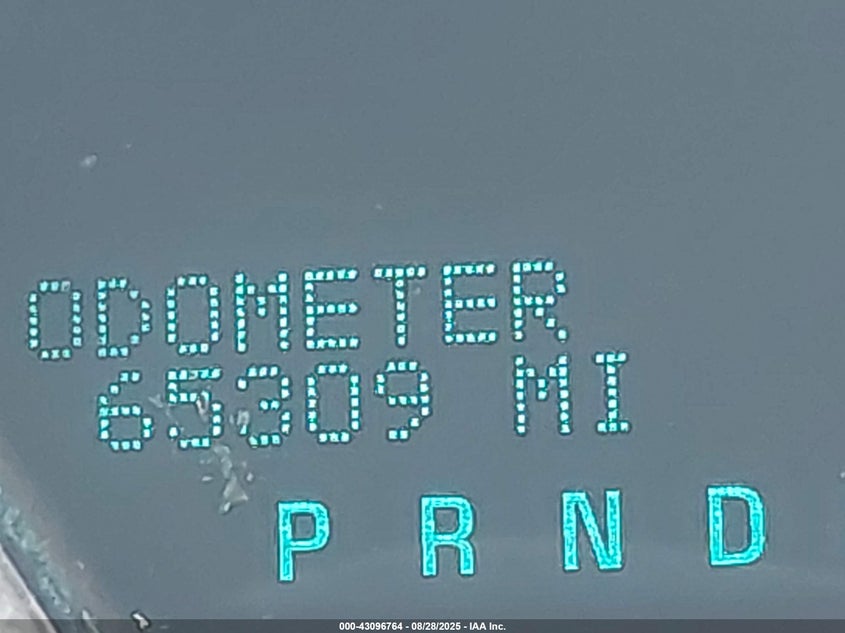 ODOMETER
65309 MI
P R N D
000-43096764 - 08/28/2025 - IAA Inc.